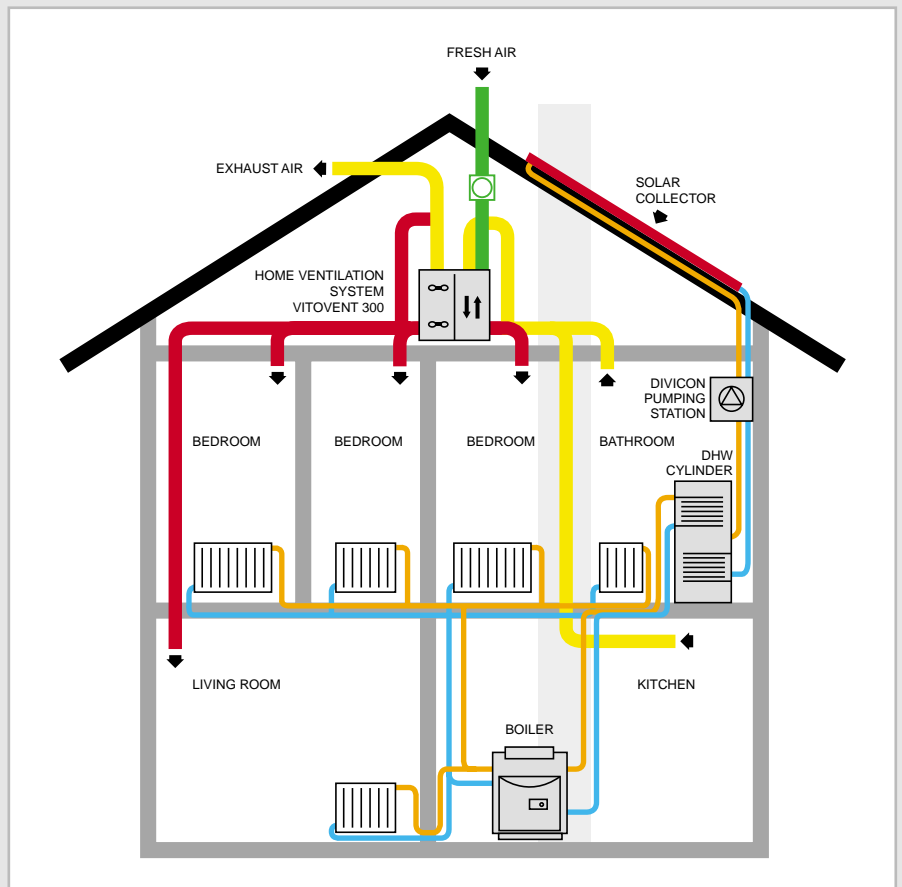 FRESH AIR
EXHAUST AIR
SOLAR
COLLECTOR
HOME VENTILATION
SYSTEM
VITOVENT 300
DIVICON
PUMPING
STATION
BEDROOM
BEDROOM
BEDROOM
BATHROOM
DHW
CYLINDER
LIVING ROOM
KITCHEN
BOILER